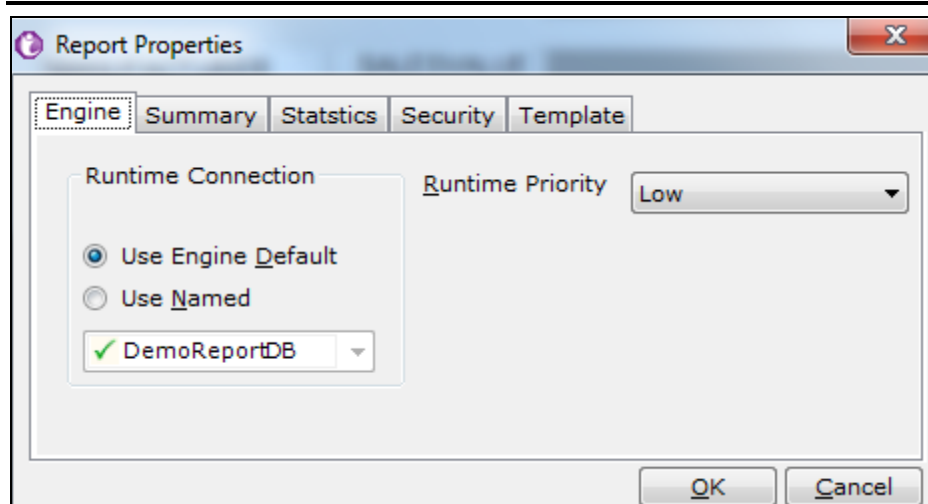 Report Properties
Engine Summary Statstics Security Template
Runtime Connection
Runtime Priority Low
Use Engine Default
Use Named
DemoReportDB
OK Cancel